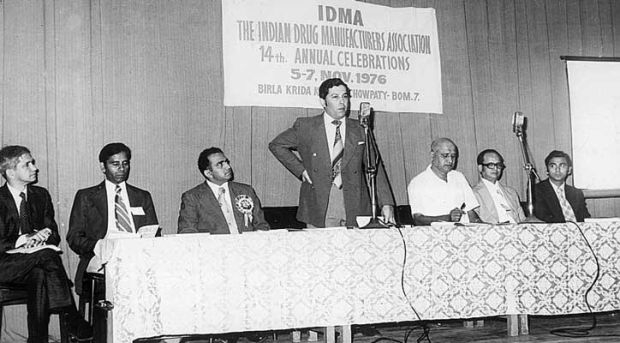 IDMA
THE INDIAN DRUG MANUFACTURERS ASSOCIATION
14th. ANNUAL CELEBRATIONS
5-7, NOV. 1976
BIRLA KRIDA CHOWPATY-BOM. 7.